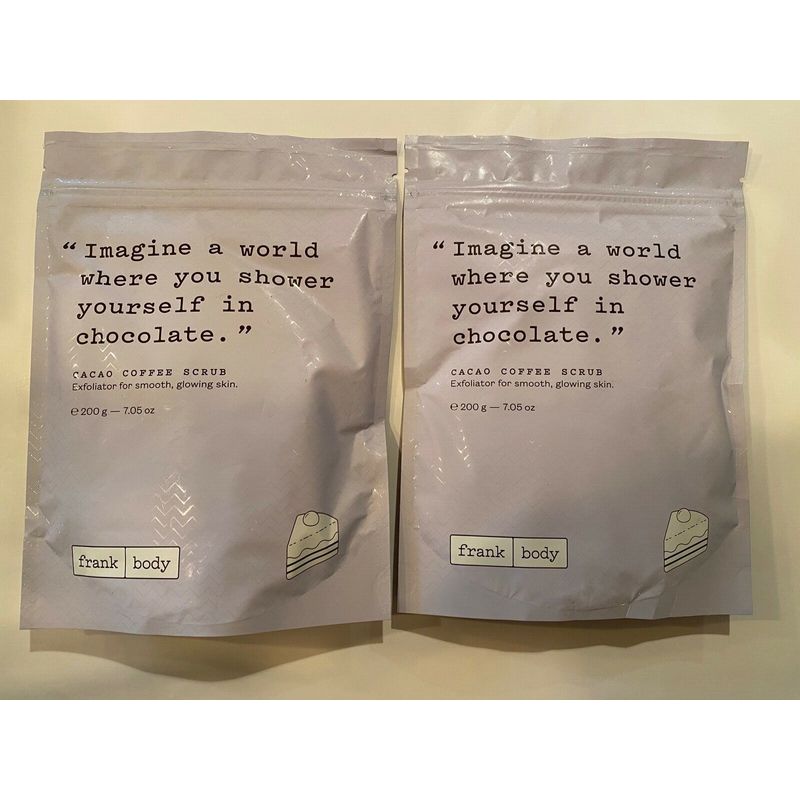 “ Imagine a world
where you shower
yourself in
chocolate. ”
CACAO COFFEE SCRUB
Exfoliator for smooth, glowing skin.
℮ 200 g — 7.05 oz
frank body
“ Imagine a world
where you shower
yourself in
chocolate. ”
CACAO COFFEE SCRUB
Exfoliator for smooth, glowing skin.
℮ 200 g — 7.05 oz
frank body